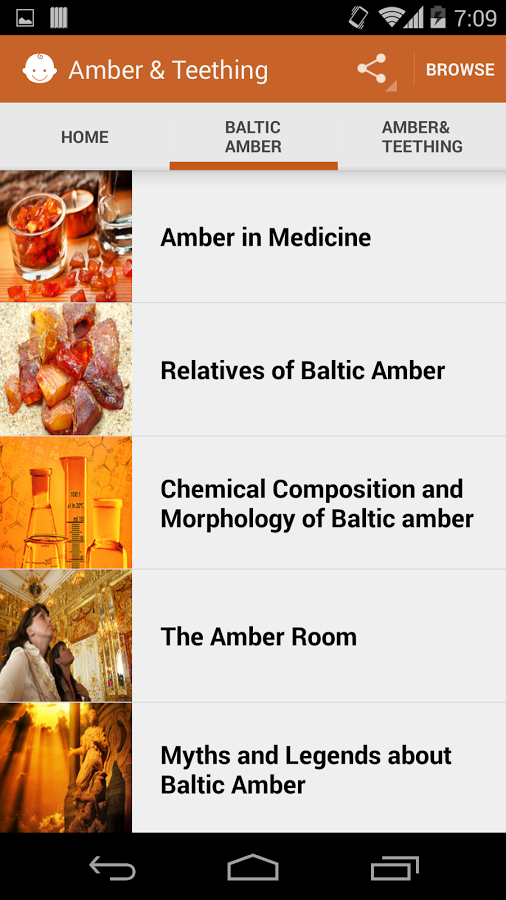 7:09
Amber & Teething
BROWSE
HOME
BALTIC
AMBER
AMBER&
TEETHING
Amber in Medicine
Relatives of Baltic Amber
Chemical Composition and
Morphology of Baltic amber
The Amber Room
Myths and Legends about
Baltic Amber